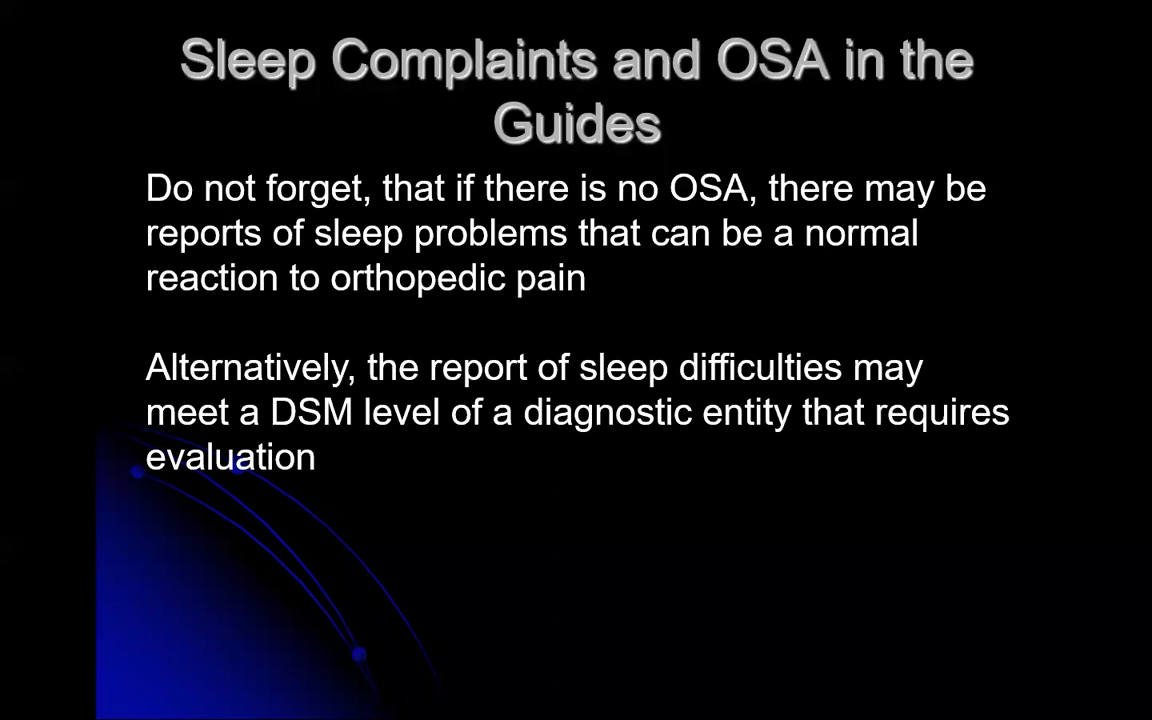 Sleep Complaints and OSA in the
Guides
Do not forget, that if there is no OSA, there may be
reports of sleep problems that can be a normal
reaction to orthopedic pain
Alternatively, the report of sleep difficulties may
meet a DSM level of a diagnostic entity that requires
evaluation